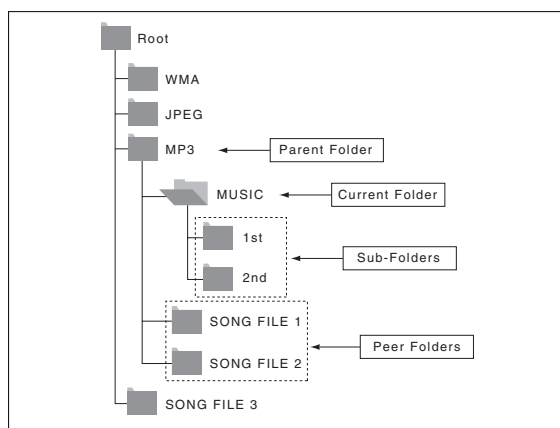 Root
WMA
JPEG
MP3
Parent Folder
MUSIC
Current Folder
1st
Sub-Folders
2nd
SONG FILE 1
Peer Folders
SONG FILE 2
SONG FILE 3